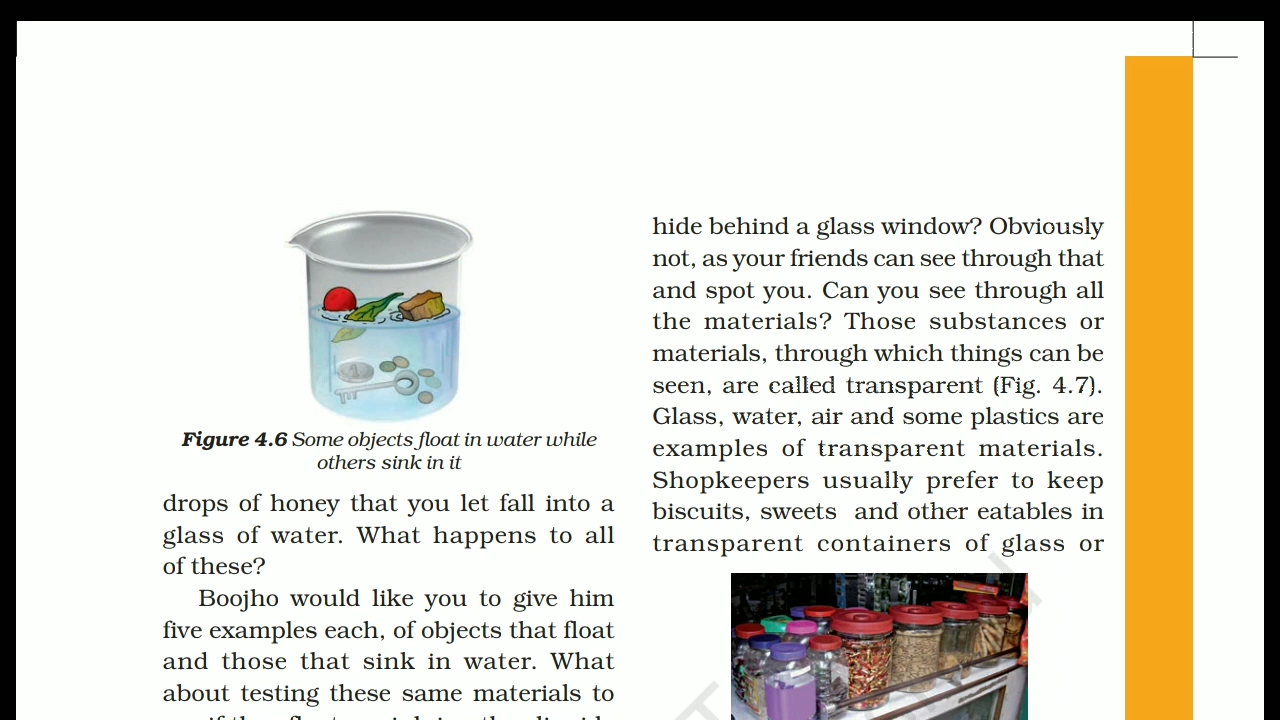 Figure 4.6 Some objects float in water while
others sink in it
drops of honey that you let fall into a
glass of water. What happens to all
of these?
Boojho would like you to give him
five examples each, of objects that float
and those that sink in water. What
about testing these same materials to
hide behind a glass window? Obviously
not, as your friends can see through that
and spot you. Can you see through all
the materials? Those substances or
materials, through which things can be
seen, are called transparent (Fig. 4.7).
Glass, water, air and some plastics are
examples of transparent materials.
Shopkeepers usually prefer to keep
biscuits, sweets and other eatables in
transparent containers of glass or